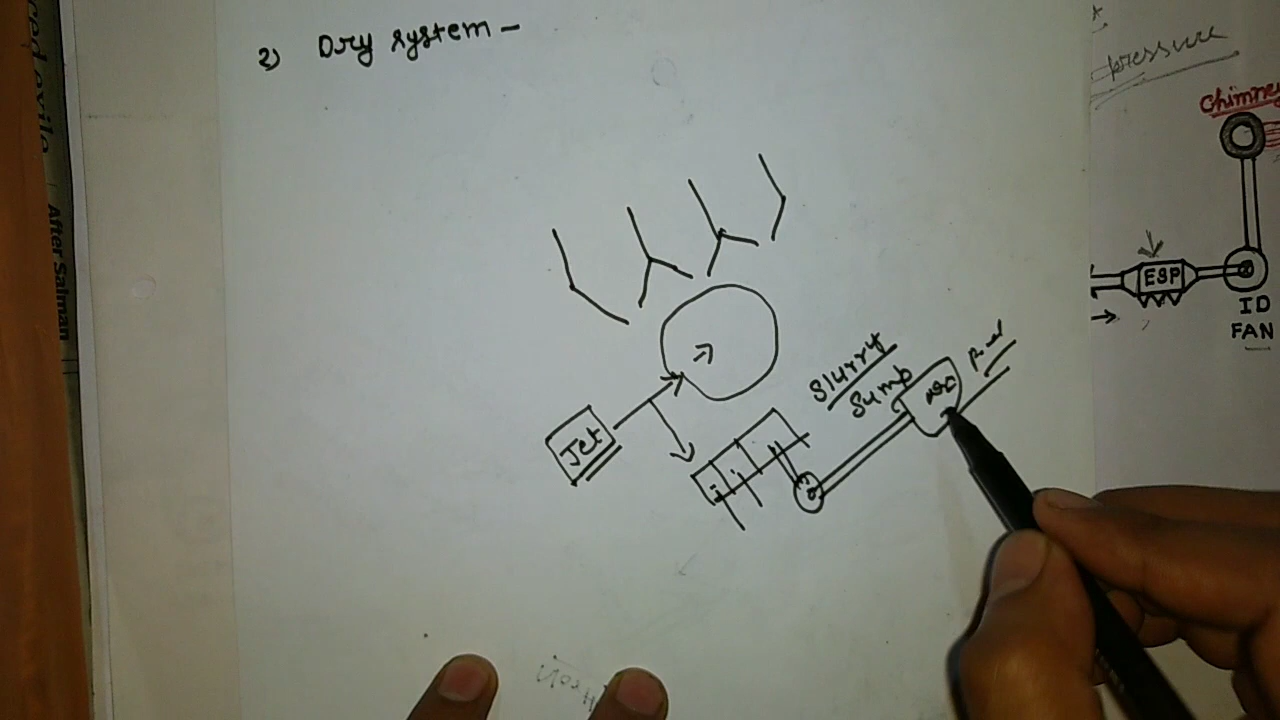 2) Dry system -
pressure
Chimney
ESP
ID
FAN
Slurry
Sump
Jet
After Salman